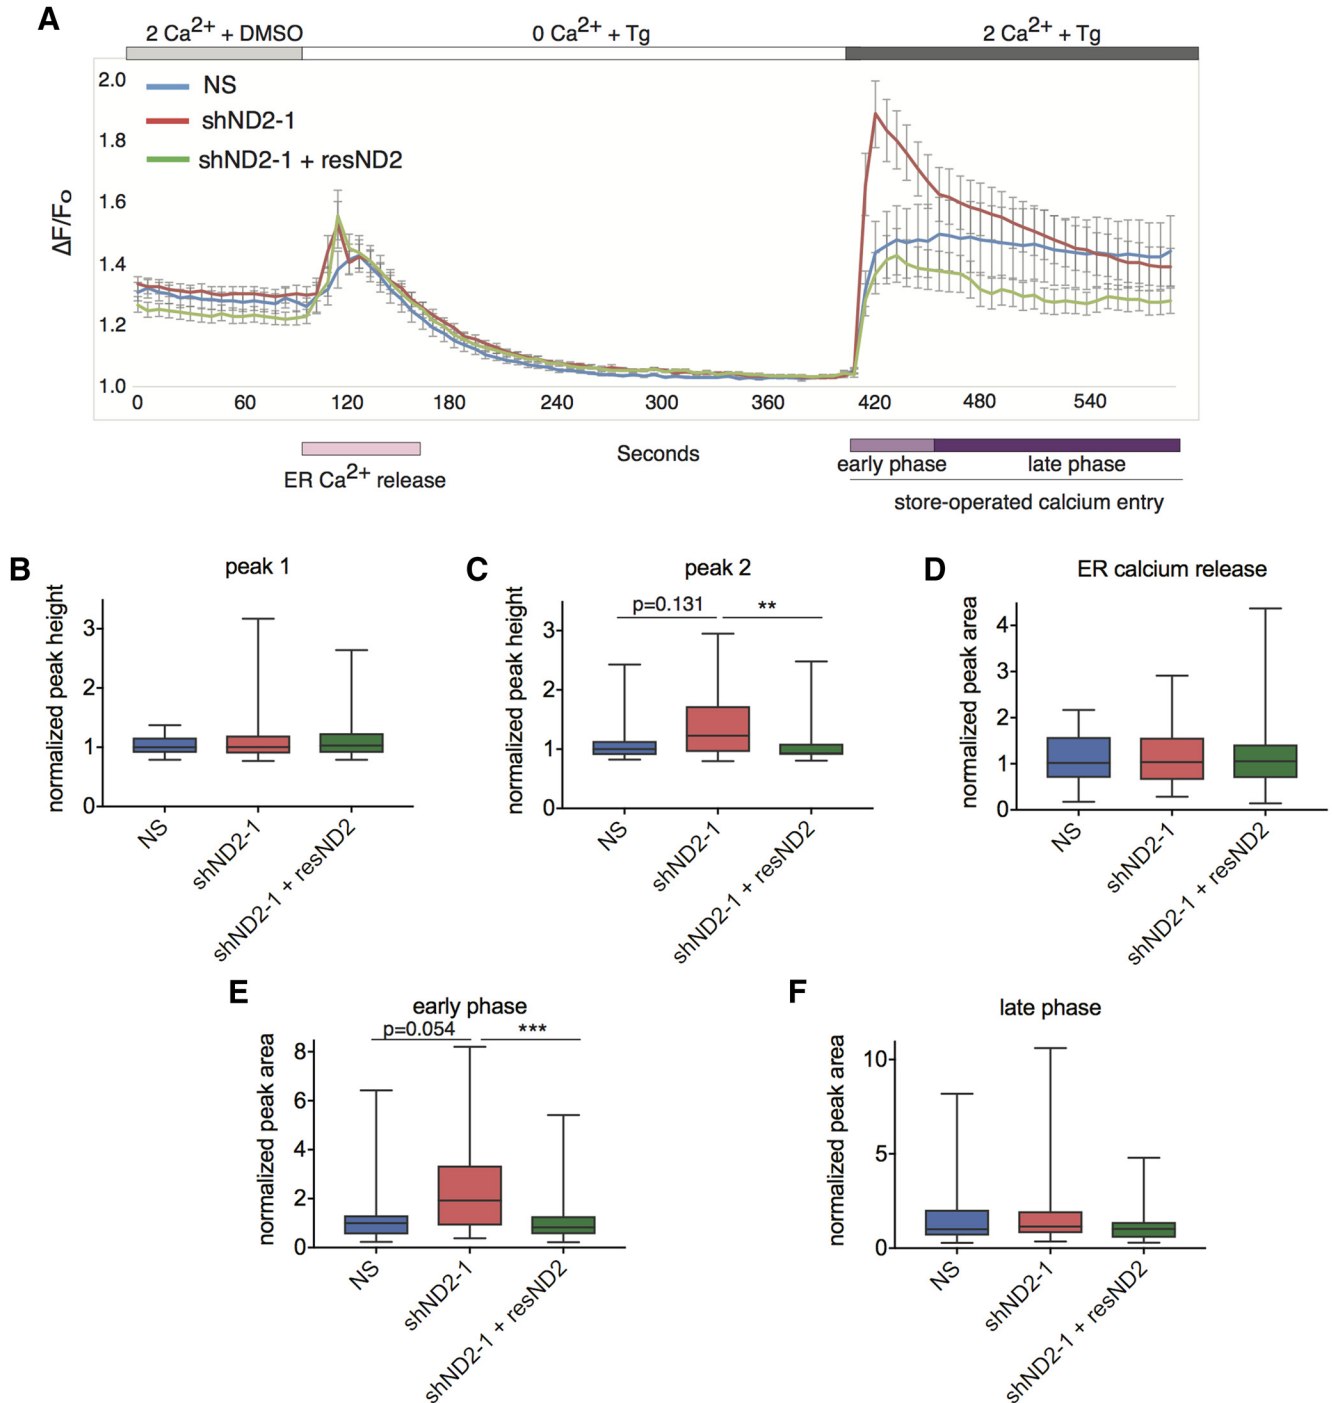 A
2 Ca2+ + DMSO
0 Ca2+ + Tg
2 Ca2+ + Tg
NS
shND2-1
shND2-1 + resND2
ΔF/Fo
2.0
1.8
1.6
1.4
1.2
1.0
0 60 120 180 240 300 360 420 480 540
Seconds
ER Ca2+ release
early phase
late phase
store-operated calcium entry
B
peak 1
normalized peak height
3
2
1
0
NS
shND2-1
shND2-1 + resND2
C
peak 2
p=0.131
**
normalized peak height
3
2
1
0
NS
shND2-1
shND2-1 + resND2
D
ER calcium release
normalized peak area
4
3
2
1
0
NS
shND2-1
shND2-1 + resND2
E
early phase
p=0.054
***
normalized peak area
8
6
4
2
0
NS
shND2-1
shND2-1 + resND2
F
late phase
normalized peak area
10
5
0
NS
shND2-1
shND2-1 + resND2